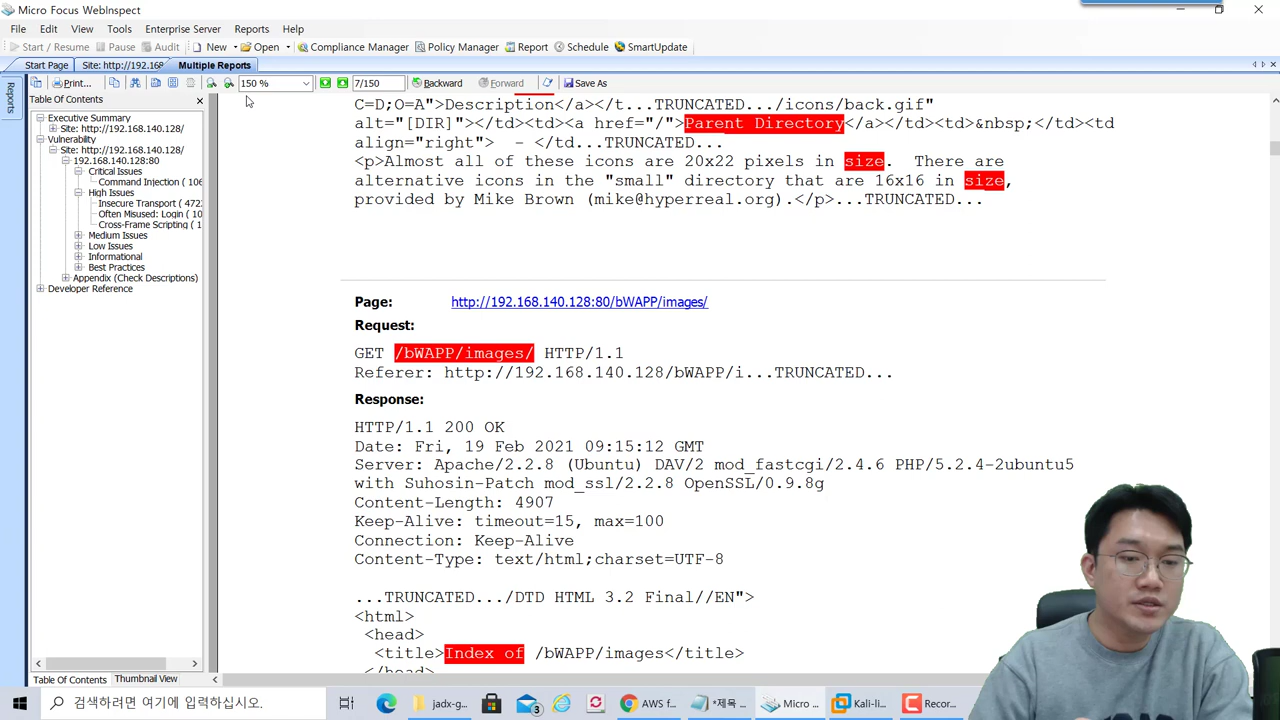 Micro Focus WebInspect
File Edit View Tools Enterprise Server Reports Help
Start / Resume Pause Audit New Open Compliance Manager Policy Manager Report Schedule SmartUpdate
Start Page Site: http://192.168 Multiple Reports
Print... 150 % 7/150 Backward Forward Save As
Reports
Table Of Contents
Executive Summary
Site: http://192.168.140.128/
Vulnerability
Site: http://192.168.140.128/
192.168.140.128:80
Critical Issues
Command Injection ( 106
High Issues
Insecure Transport ( 472
Often Misused: Login ( 10
Cross-Frame Scripting ( 1
Medium Issues
Low Issues
Informational
Best Practices
Appendix (Check Descriptions)
Developer Reference
Table Of Contents Thumbnail View
C=D;O=A">Description</a></t...TRUNCATED.../icons/back.gif"
alt="[DIR]"></td><td><a href="/">Parent Directory</a></td><td>&nbsp;</td><td
align="right"> - </td...TRUNCATED...
<p>Almost all of these icons are 20x22 pixels in size. There are
alternative icons in the "small" directory that are 16x16 in size,
provided by Mike Brown (mike@hyperreal.org).</p>...TRUNCATED...
Page: http://192.168.140.128:80/bWAPP/images/
Request:
GET /bWAPP/images/ HTTP/1.1
Referer: http://192.168.140.128/bWAPP/i...TRUNCATED...
Response:
HTTP/1.1 200 OK
Date: Fri, 19 Feb 2021 09:15:12 GMT
Server: Apache/2.2.8 (Ubuntu) DAV/2 mod_fastcgi/2.4.6 PHP/5.2.4-2ubuntu5
with Suhosin-Patch mod_ssl/2.2.8 OpenSSL/0.9.8g
Content-Length: 4907
Keep-Alive: timeout=15, max=100
Connection: Keep-Alive
Content-Type: text/html;charset=UTF-8
...TRUNCATED.../DTD HTML 3.2 Final//EN">
<html>
<head>
<title>Index of /bWAPP/images</title>
</head>
검색하려면 여기에 입력하십시오. jadx-g... 3 AWS f... *제목 ... Micro ... Kali-li... Recor...